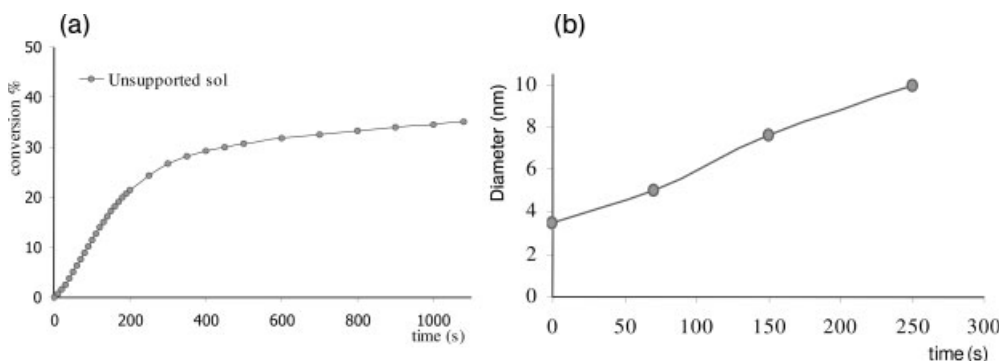 (a)
50
40
30
20
10
0
conversion %
Unsupported sol
0 200 400 600 800 1000
time (s)
(b)
10
8
6
4
2
0
Diameter (nm)
0 50 100 150 200 250 300
time (s)